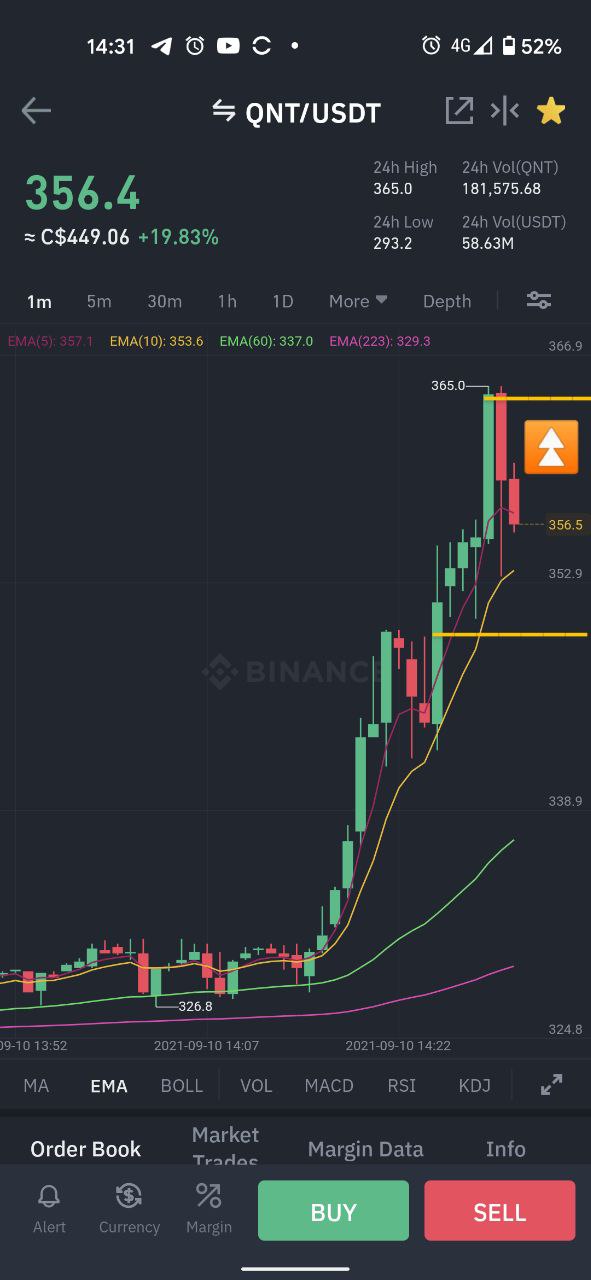 14:31 4G 52%
QNT/USDT
356.4
≈ C$449.06 +19.83%
24h High 24h Vol(QNT)
365.0 181,575.68
24h Low 24h Vol(USDT)
293.2 58.63M
1m 5m 30m 1h 1D More Depth
EMA(5): 357.1 EMA(10): 353.6 EMA(60): 337.0 EMA(223): 329.3
366.9
365.0
356.5
352.9
BINANCE
338.9
326.8
324.8
09-10 13:52 2021-09-10 14:07 2021-09-10 14:22
MA EMA BOLL VOL MACD RSI KDJ
Order Book Market Trades Margin Data Info
Alert Currency Margin BUY SELL